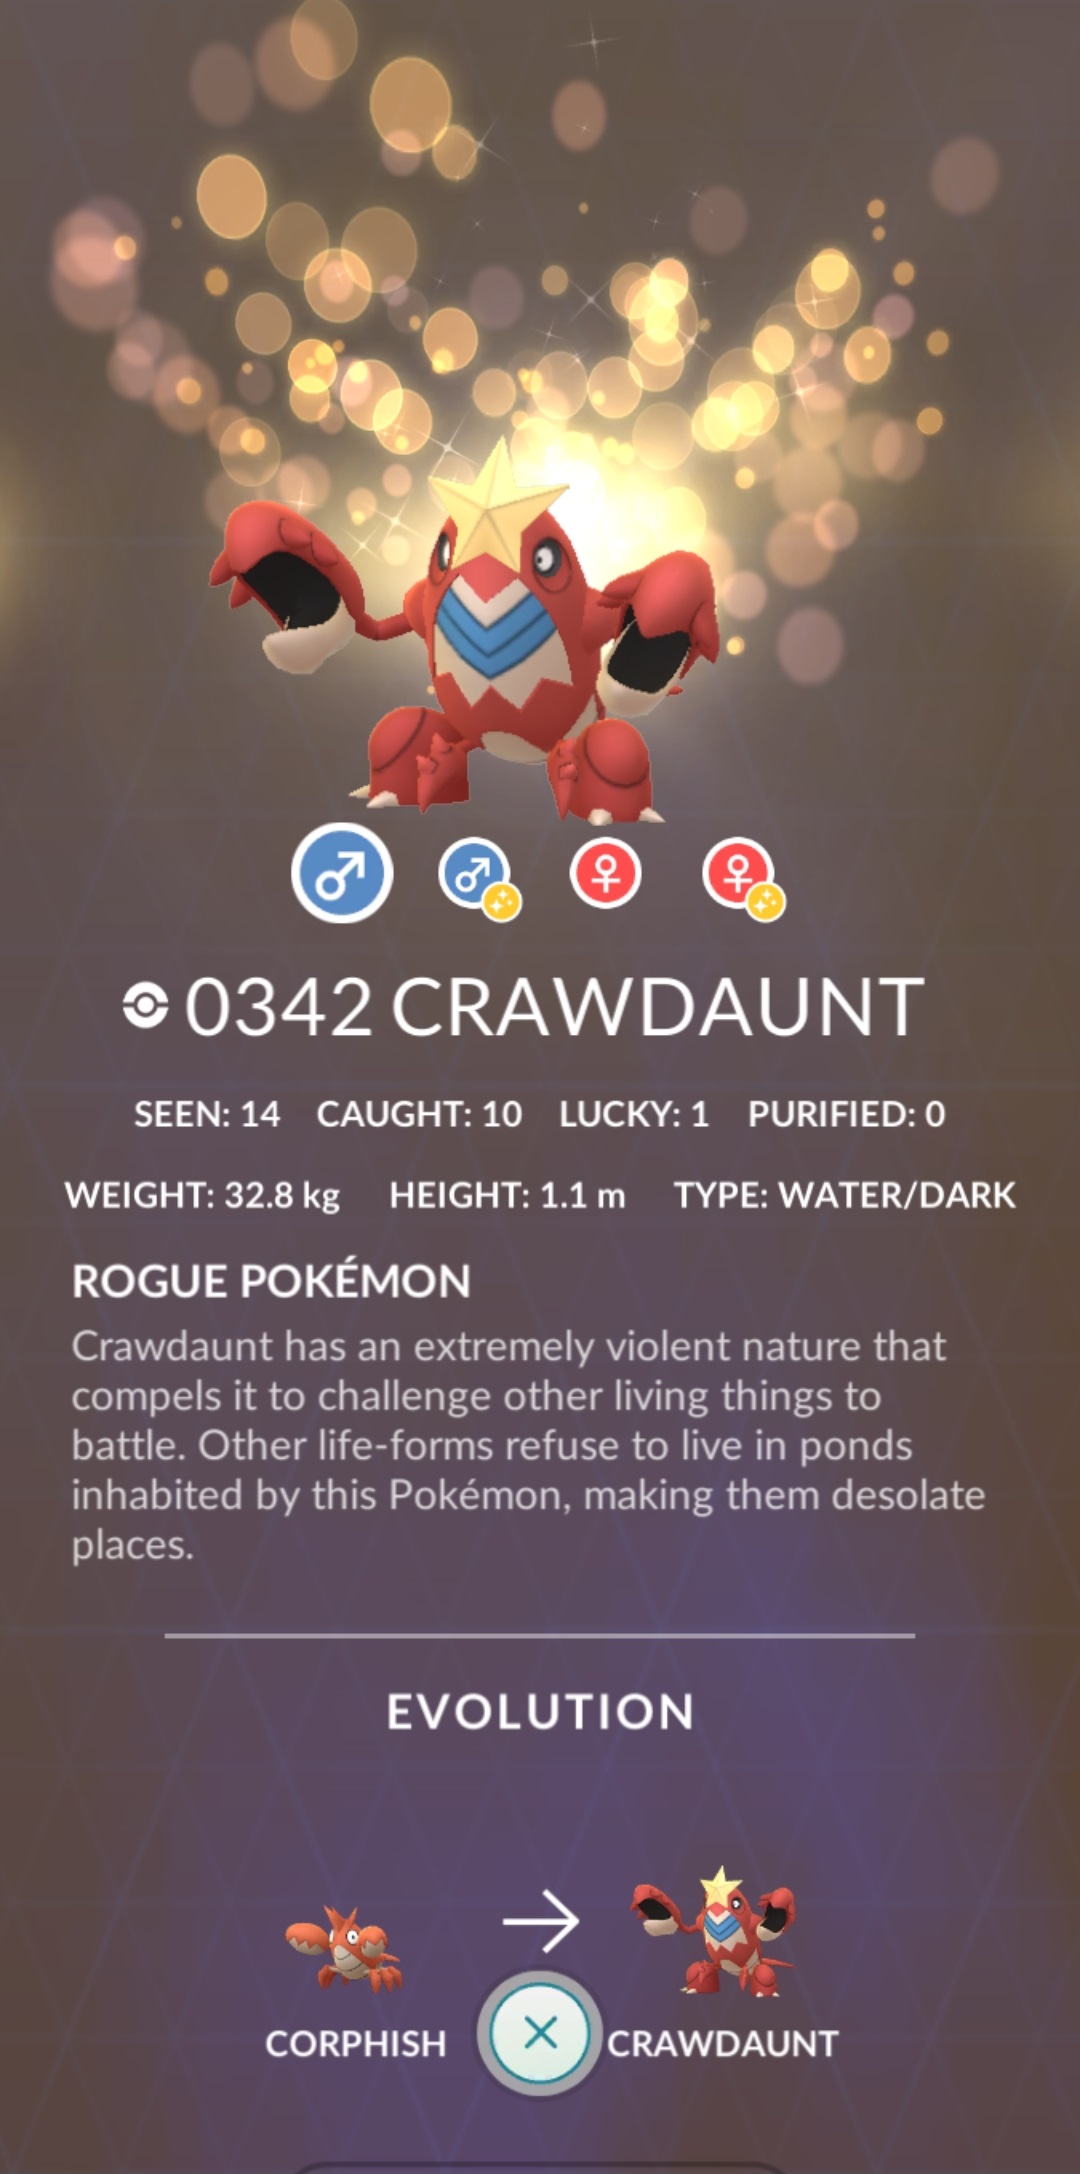 0342 CRAWDAUNT
SEEN: 14 CAUGHT: 10 LUCKY: 1 PURIFIED: 0
WEIGHT: 32.8 kg HEIGHT: 1.1 m TYPE: WATER/DARK
ROGUE POKÉMON
Crawdaunt has an extremely violent nature that
compels it to challenge other living things to
battle. Other life-forms refuse to live in ponds
inhabited by this Pokémon, making them desolate
places.
EVOLUTION
CORPHISH CRAWDAUNT